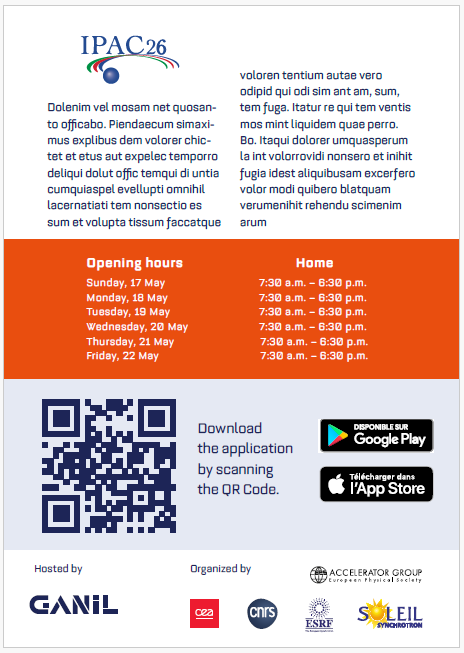 IPAC26
Dolenim vel mosam net quosan-
to officabo. Piendaecum simaxi-
mus explibus dem volorer chic-
tet et etus aut expelec temporro
deliqui dolut offic temqui di untia
cumquiaspel evellupti omnihil
lacernatiati tem nonsectio es
sum et volupta tissum faccatque
voloren tentium autae vero
odipid qui odi sim ant am, sum,
tem fuga. Itatur re qui tem ventis
mos mint liquidem quae perro.
Bo. Itaqui dolorer umquasperum
la int volorrovidi nonsero et inihit
fugia idest aliquibusam excerfero
volor modi quibero blatquam
verumenihit rehendu scimenim
arum
Opening hours Home
Sunday, 17 May 7:30 a.m. – 6:30 p.m.
Monday, 18 May 7:30 a.m. – 6:30 p.m.
Tuesday, 19 May 7:30 a.m. – 6:30 p.m.
Wednesday, 20 May 7:30 a.m. – 6:30 p.m.
Thursday, 21 May 7:30 a.m. – 6:30 p.m.
Friday, 22 May 7:30 a.m. – 6:30 p.m.
Download
the application
by scanning
the QR Code.
DISPONIBLE SUR
Google Play
Télécharger dans
l'App Store
Hosted by
GANIL
Organized by
ACCELERATOR GROUP
European Physical Society
cea
cnrs
ESRF
SOLEIL
SYNCHROTRON